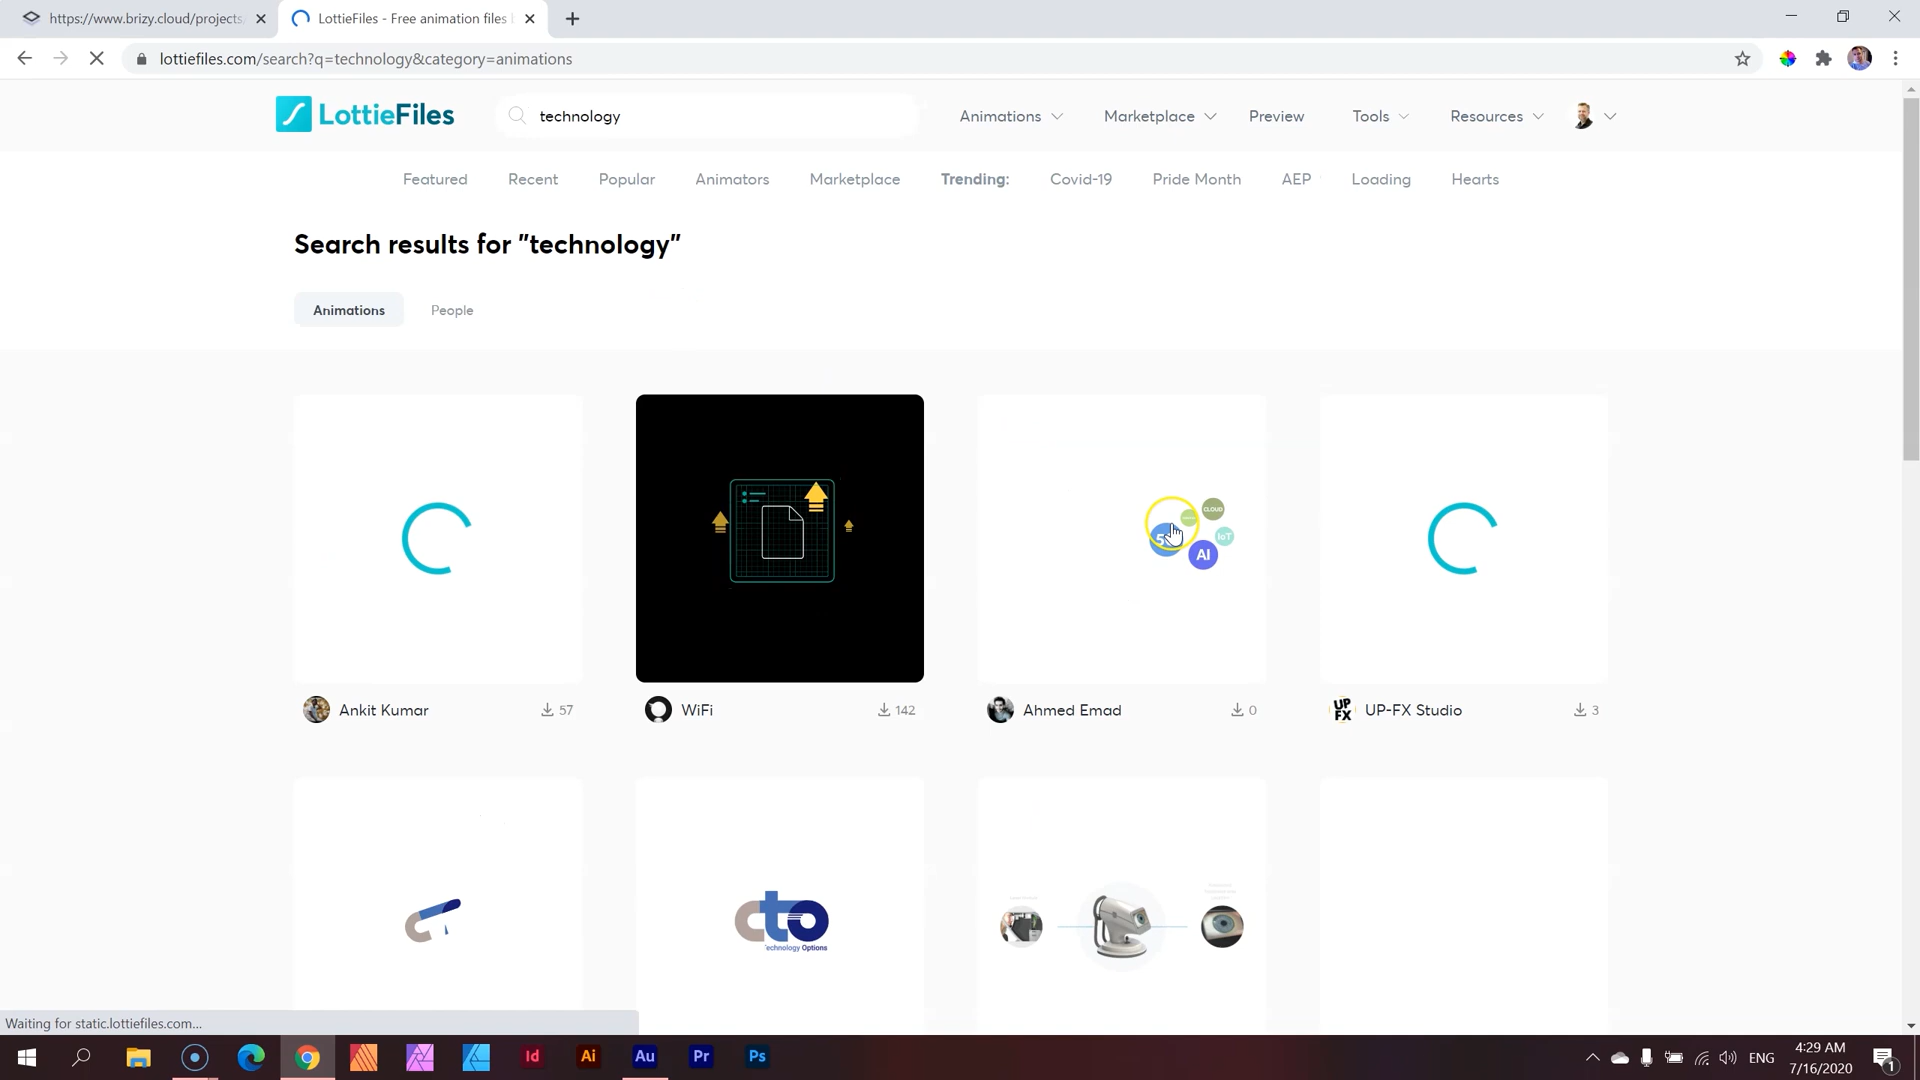 https://www.brizy.cloud/projects
LottieFiles - Free animation files
lottiefiles.com/search?q=technology&category=animations
LottieFiles
technology
Animations
Marketplace
Preview
Tools
Resources
Featured
Recent
Popular
Animators
Marketplace
Trending:
Covid-19
Pride Month
AEP
Loading
Hearts
Search results for "technology"
Animations
People
CLOUD
5
IoT
AI
Ankit Kumar
57
WiFi
142
Ahmed Emad
0
UP FX
UP-FX Studio
3
cto
Technology Options
Waiting for static.lottiefiles.com...
Id
Ai
Au
Pr
Ps
ENG
4:29 AM
7/16/2020
1